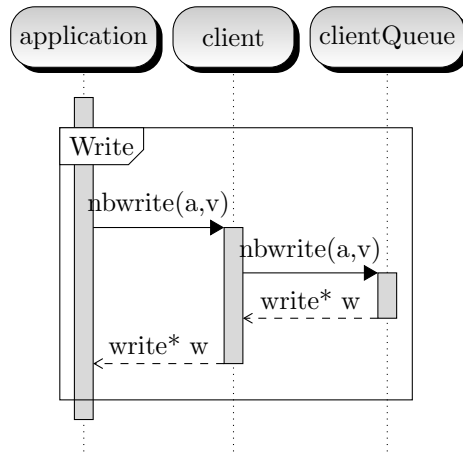 application client clientQueue
Write
nbwrite(a,v)
nbwrite(a,v)
write* w
write* w